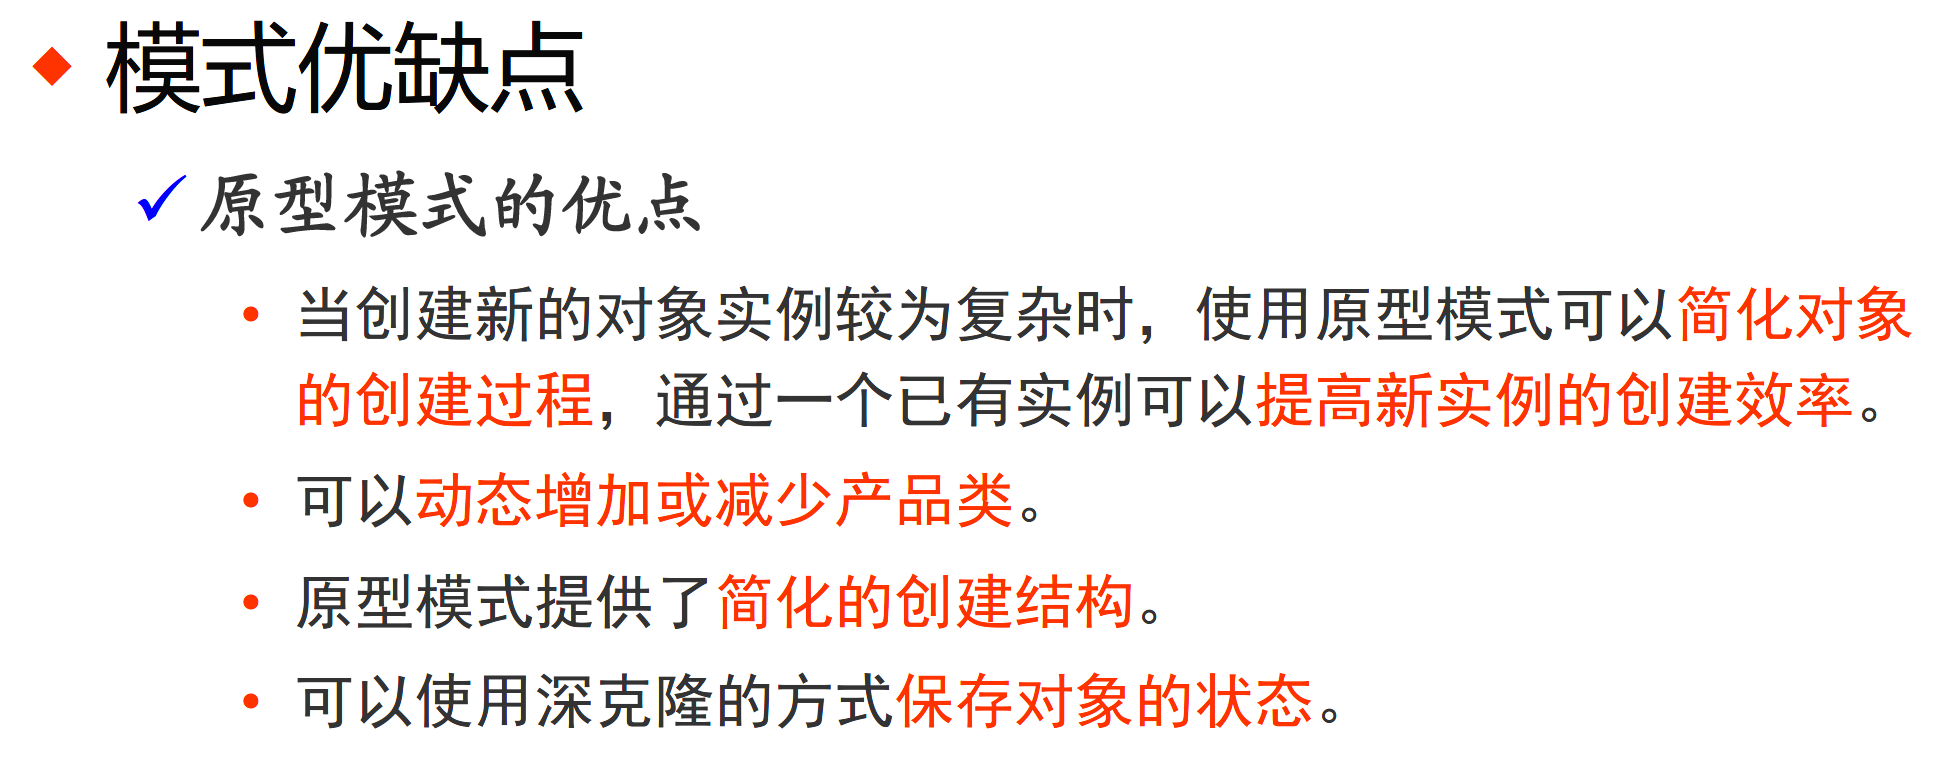 模式优缺点
原型模式的优点
当创建新的对象实例较为复杂时，使用原型模式可以简化对象
的创建过程，通过一个已有实例可以提高新实例的创建效率。
可以动态增加或减少产品类。
原型模式提供了简化的创建结构。
可以使用深克隆的方式保存对象的状态。